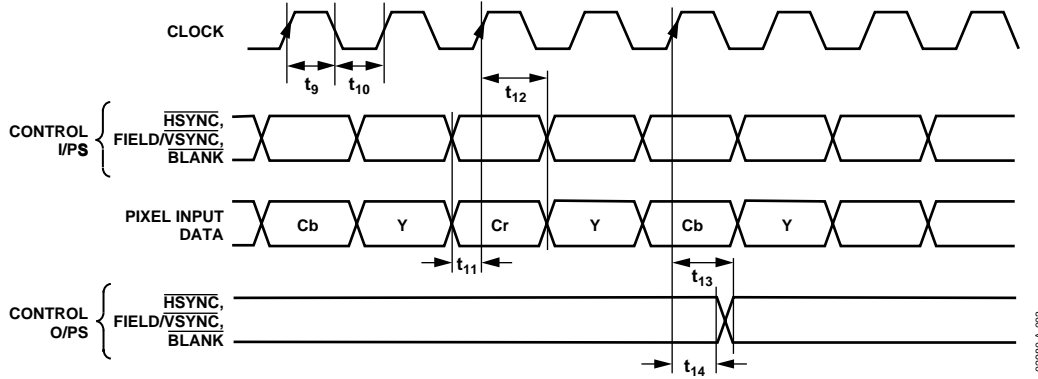 CLOCK
t9
t10
t12
CONTROL
I/PS
HSYNC,
FIELD/VSYNC,
BLANK
PIXEL INPUT
DATA
Cb
Y
Cr
Y
Cb
Y
t11
t13
CONTROL
O/PS
HSYNC,
FIELD/VSYNC,
BLANK
t14